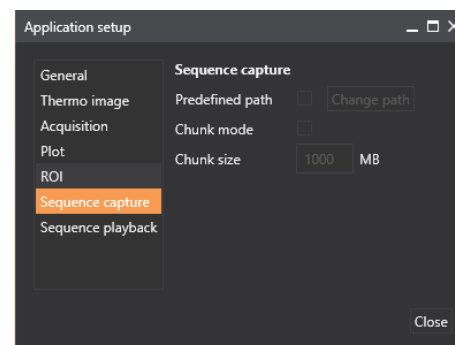 Application setup
General
Thermo image
Acquisition
Plot
ROI
Sequence capture
Sequence playback
Sequence capture
Predefined path
Change path
Chunk mode
Chunk size
1000 MB
Close